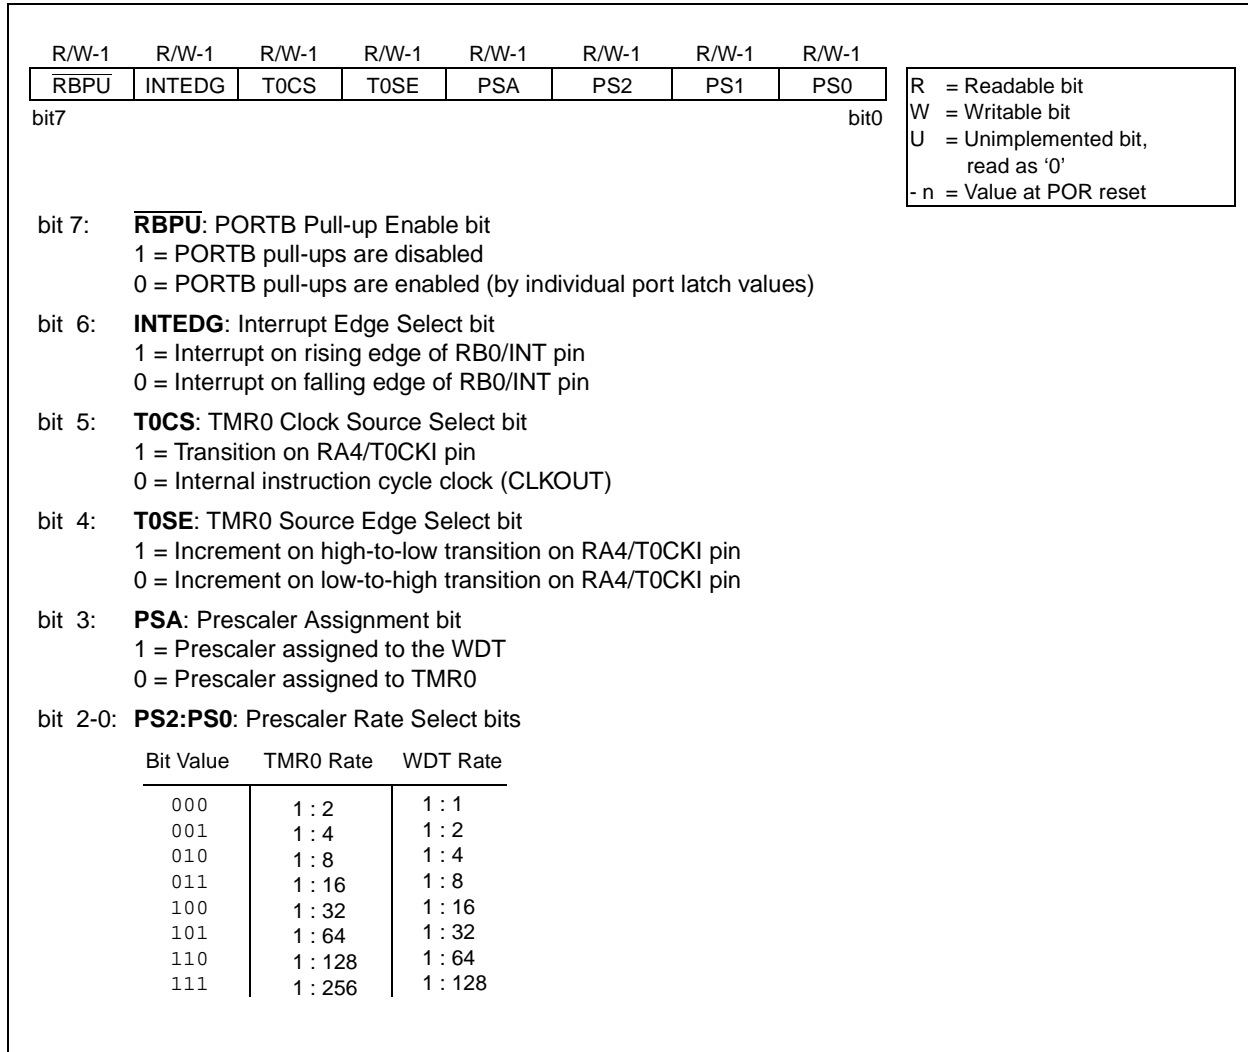 R/W-1 R/W-1 R/W-1 R/W-1 R/W-1 R/W-1 R/W-1 R/W-1
RBPU INTEDG T0CS T0SE PSA PS2 PS1 PS0
bit7 bit0
R = Readable bit
W = Writable bit
U = Unimplemented bit,
read as ‘0’
- n = Value at POR reset
bit 7: RBPU: PORTB Pull-up Enable bit
1 = PORTB pull-ups are disabled
0 = PORTB pull-ups are enabled (by individual port latch values)
bit 6: INTEDG: Interrupt Edge Select bit
1 = Interrupt on rising edge of RB0/INT pin
0 = Interrupt on falling edge of RB0/INT pin
bit 5: T0CS: TMR0 Clock Source Select bit
1 = Transition on RA4/T0CKI pin
0 = Internal instruction cycle clock (CLKOUT)
bit 4: T0SE: TMR0 Source Edge Select bit
1 = Increment on high-to-low transition on RA4/T0CKI pin
0 = Increment on low-to-high transition on RA4/T0CKI pin
bit 3: PSA: Prescaler Assignment bit
1 = Prescaler assigned to the WDT
0 = Prescaler assigned to TMR0
bit 2-0: PS2:PS0: Prescaler Rate Select bits
Bit Value TMR0 Rate WDT Rate
000 1 : 2 1 : 1
001 1 : 4 1 : 2
010 1 : 8 1 : 4
011 1 : 16 1 : 8
100 1 : 32 1 : 16
101 1 : 64 1 : 32
110 1 : 128 1 : 64
111 1 : 256 1 : 128